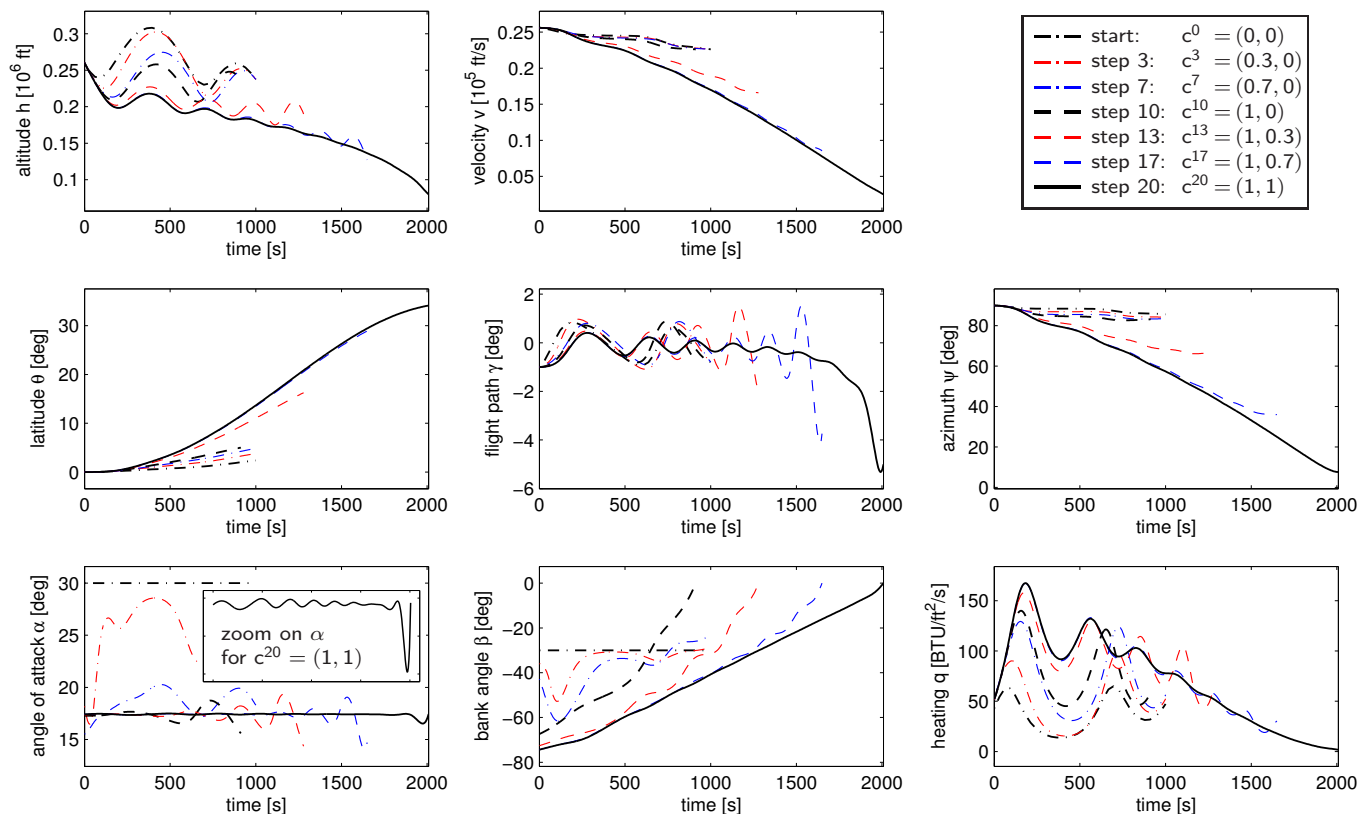 altitude h [10^6 ft]
0.3
0.25
0.2
0.15
0.1
0 500 1000 1500 2000
time [s]
velocity v [10^5 ft/s]
0.25
0.2
0.15
0.1
0.05
0 500 1000 1500 2000
time [s]
start: c^0 = (0, 0)
step 3: c^3 = (0.3, 0)
step 7: c^7 = (0.7, 0)
step 10: c^10 = (1, 0)
step 13: c^13 = (1, 0.3)
step 17: c^17 = (1, 0.7)
step 20: c^20 = (1, 1)
latitude θ [deg]
30
20
10
0
0 500 1000 1500 2000
time [s]
flight path γ [deg]
2
0
−2
−4
−6
0 500 1000 1500 2000
time [s]
azimuth ψ [deg]
80
60
40
20
0
0 500 1000 1500 2000
time [s]
angle of attack α [deg]
30
25
20
15
zoom on α
for c^20 = (1, 1)
0 500 1000 1500 2000
time [s]
bank angle β [deg]
0
−20
−40
−60
−80
0 500 1000 1500 2000
time [s]
heating q [BTU/ft^2/s]
150
100
50
0
0 500 1000 1500 2000
time [s]